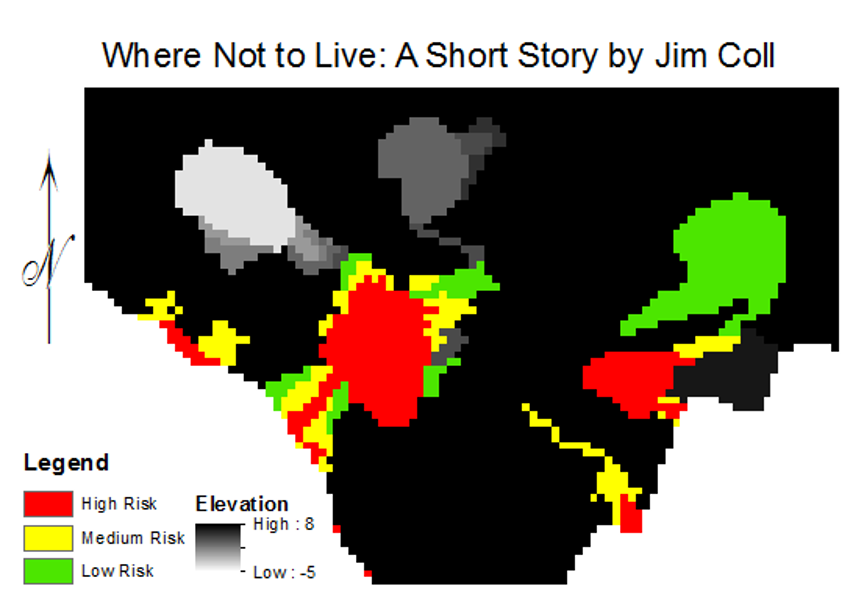 Where Not to Live: A Short Story by Jim Coll
N
Legend
High Risk
Medium Risk
Low Risk
Elevation
High : 8
Low : -5